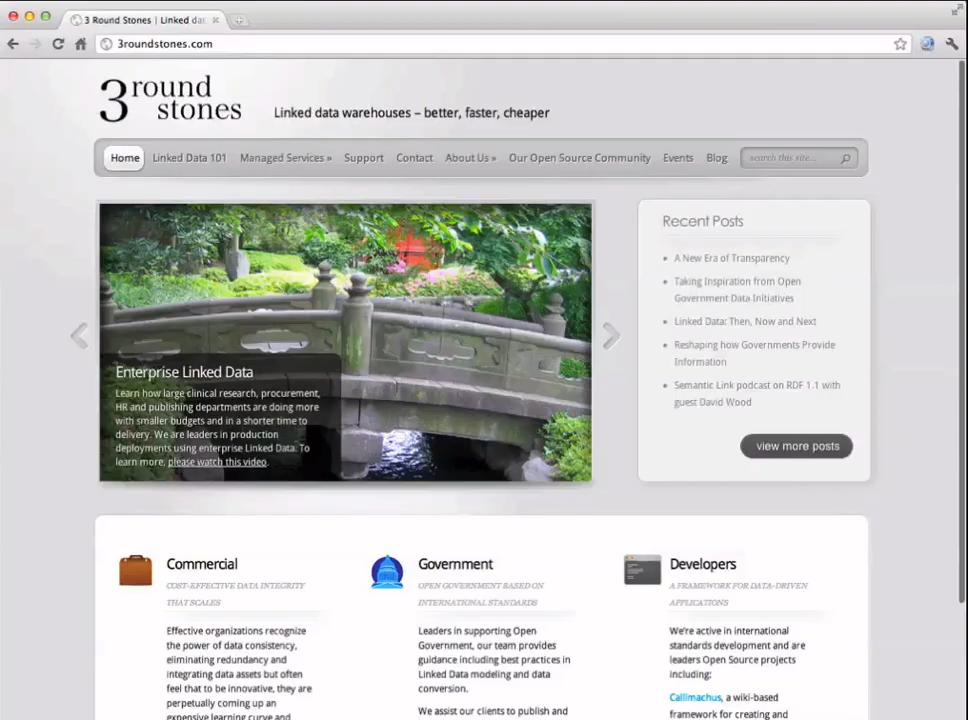 3 Round Stones | Linked da
3roundstones.com
3 round
stones
Linked data warehouses – better, faster, cheaper
Home Linked Data 101 Managed Services » Support Contact About Us » Our Open Source Community Events Blog search this site...
Enterprise Linked Data
Learn how large clinical research, procurement,
HR and publishing departments are doing more
with smaller budgets and in a shorter time to
delivery. We are leaders in production
deployments using enterprise Linked Data. To
learn more, please watch this video.
Recent Posts
A New Era of Transparency
Taking Inspiration from Open
Government Data Initiatives
Linked Data: Then, Now and Next
Reshaping how Governments Provide
Information
Semantic Link podcast on RDF 1.1 with
guest David Wood
view more posts
Commercial
COST-EFFECTIVE DATA INTEGRITY
THAT SCALES
Effective organizations recognize
the power of data consistency,
eliminating redundancy and
integrating data assets but often
feel that to be innovative, they are
perpetually coming up an
expensive learning curve and
Government
OPEN GOVERNMENT BASED ON
INTERNATIONAL STANDARDS
Leaders in supporting Open
Government, our team provides
guidance including best practices in
Linked Data modeling and data
conversion.
We assist our clients to publish and
Developers
A FRAMEWORK FOR DATA-DRIVEN
APPLICATIONS
We're active in international
standards development and are
leaders Open Source projects
including:
Callimachus, a wiki-based
framework for creating and